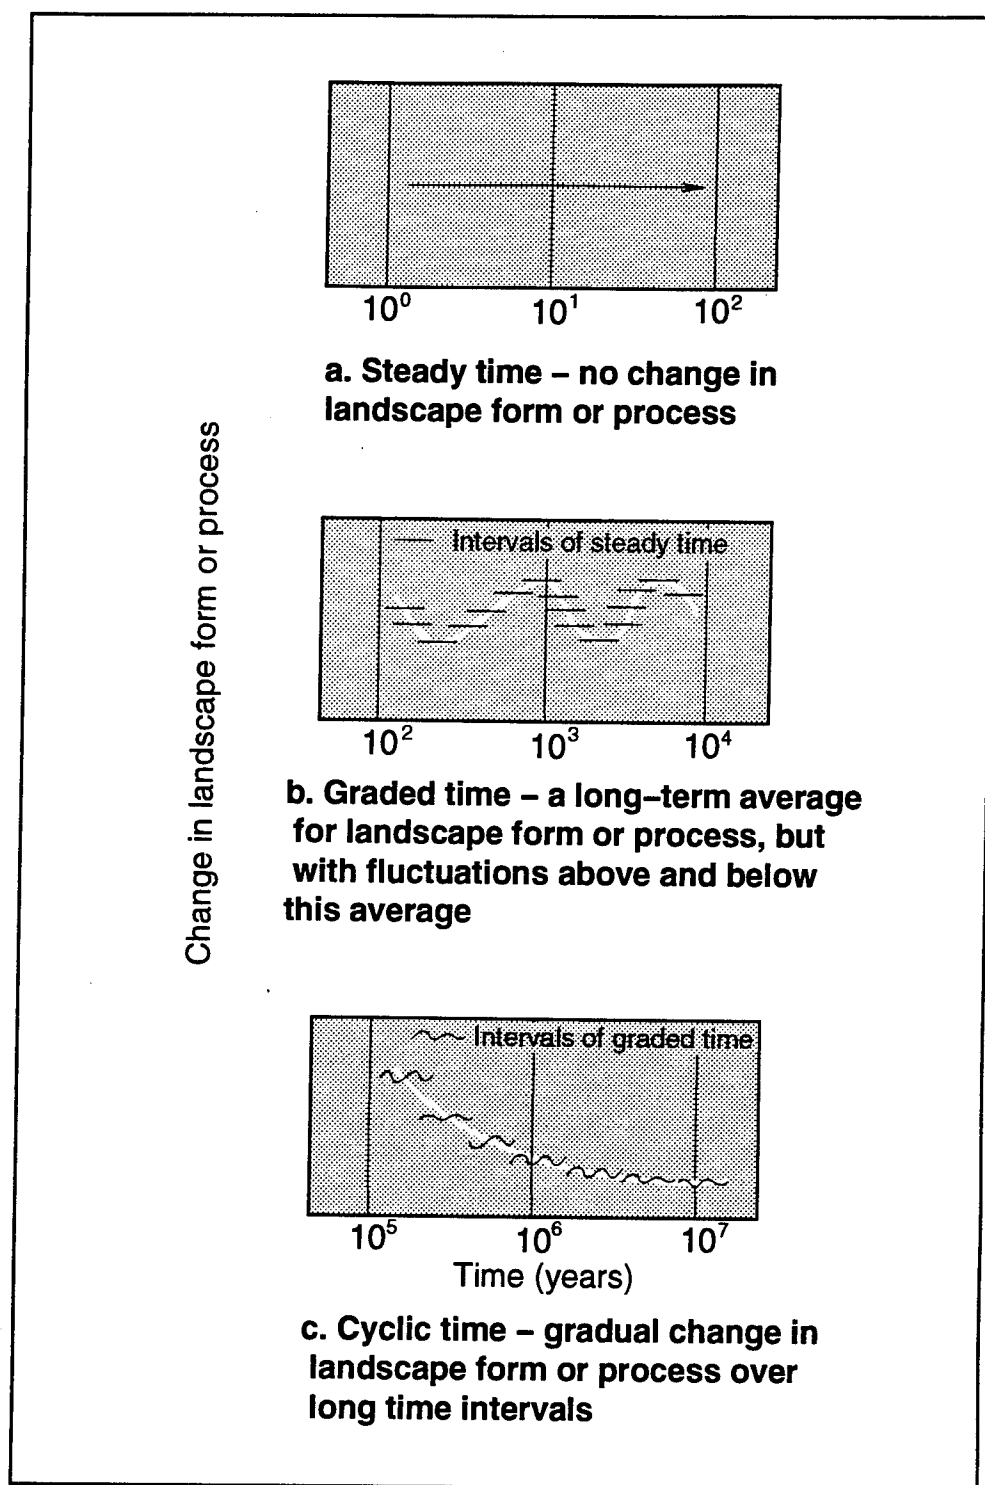 Change in landscape form or process
10⁰ 10¹ 10²
a. Steady time – no change in
landscape form or process
Intervals of steady time
10² 10³ 10⁴
b. Graded time – a long–term average
for landscape form or process, but
with fluctuations above and below
this average
Intervals of graded time
10⁵ 10⁶ 10⁷
Time (years)
c. Cyclic time – gradual change in
landscape form or process over
long time intervals